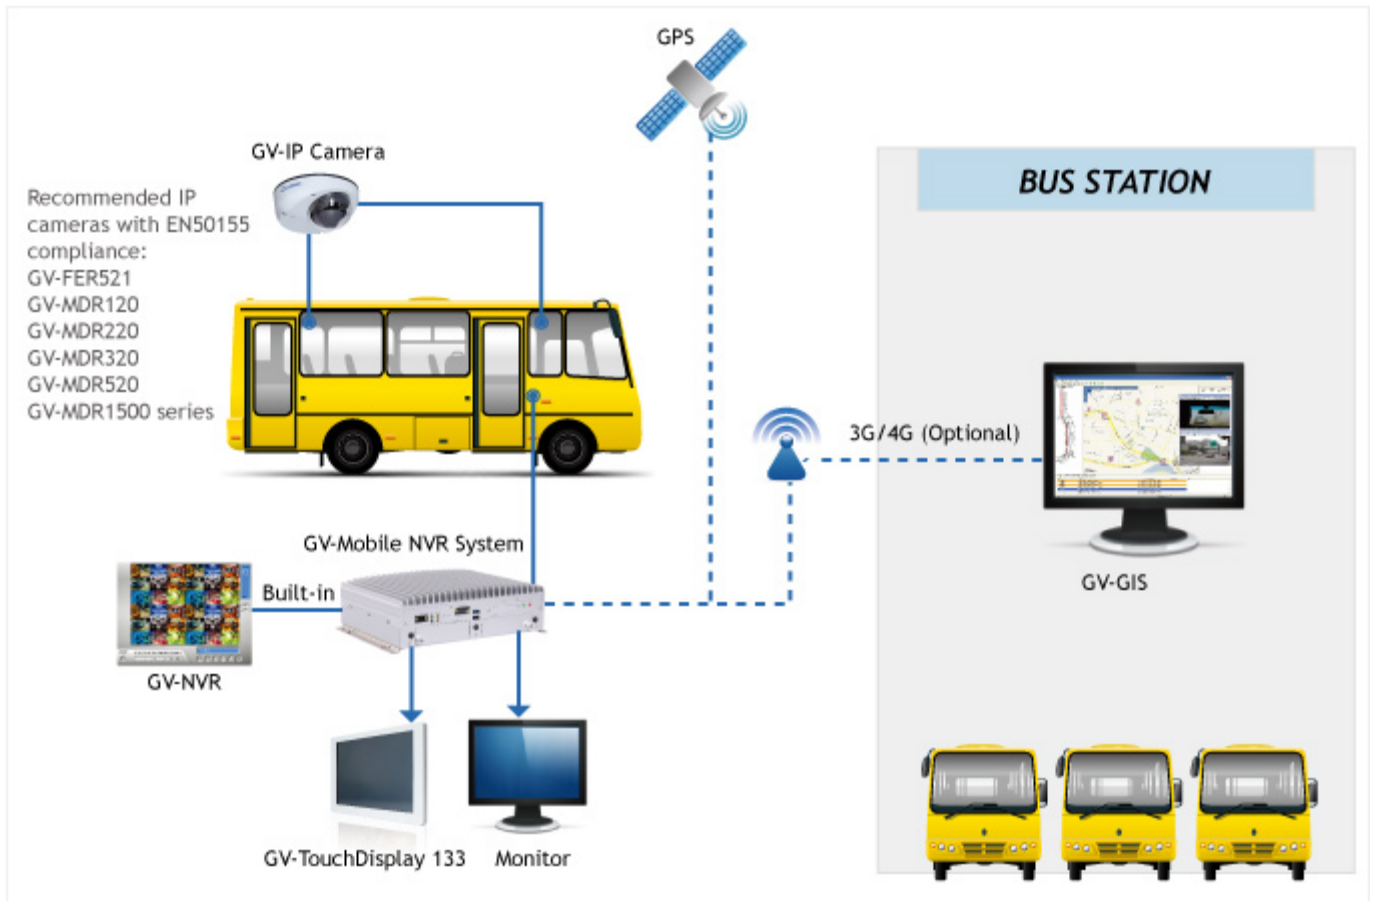 GPS
GV-IP Camera
Recommended IP
cameras with EN50155
compliance:
GV-FER521
GV-MDR120
GV-MDR220
GV-MDR320
GV-MDR520
GV-MDR1500 series
BUS STATION
3G/4G (Optional)
GV-GIS
GV-Mobile NVR System
Built-in
GV-NVR
GV-TouchDisplay 133
Monitor